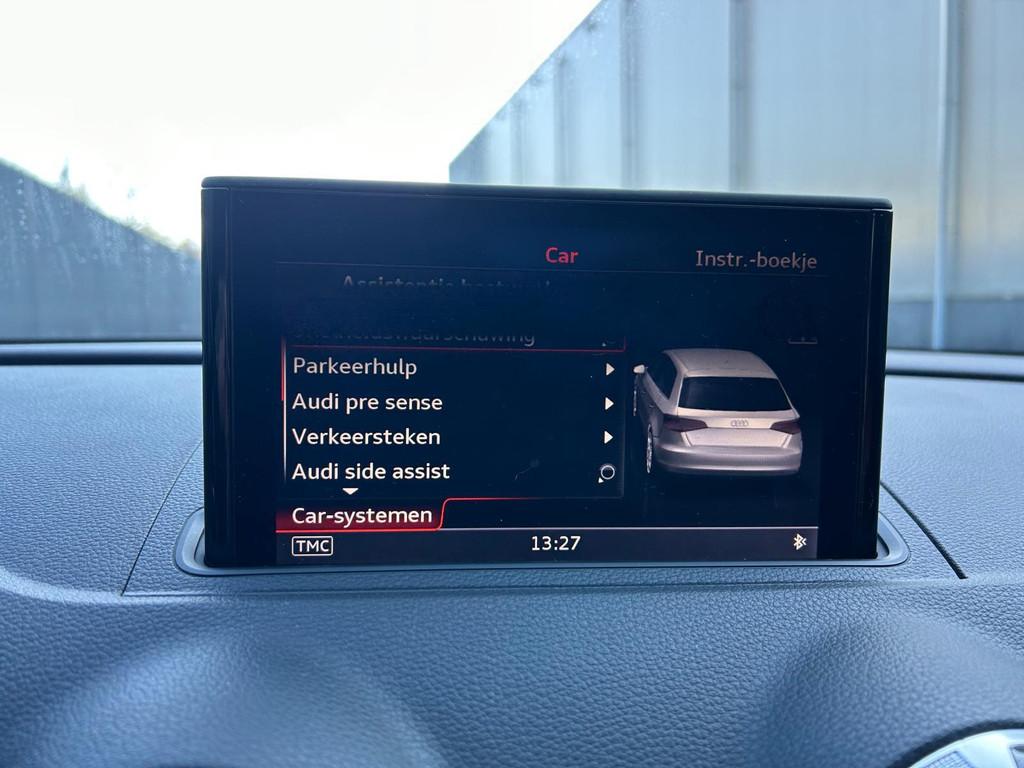 Car
Instr.-boekje
Parkeerhulp
Audi pre sense
Verkeersteken
Audi side assist
Car-systemen
TMC
13:27